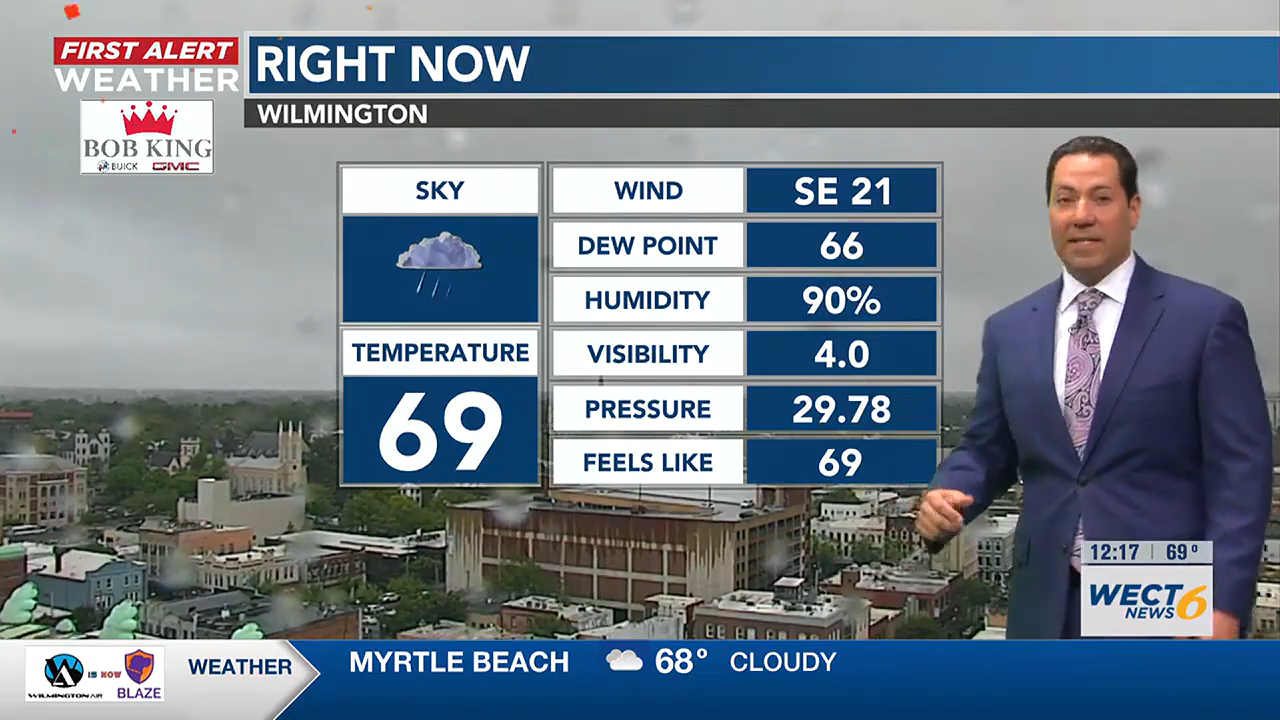 FIRST ALERT
WEATHER
RIGHT NOW
WILMINGTON
BOB KING
BUICK GMC
SKY
WIND SE 21
DEW POINT 66
HUMIDITY 90%
VISIBILITY 4.0
TEMPERATURE
69
PRESSURE 29.78
FEELS LIKE 69
12:17 69°
WECT 6
NEWS
WILMINGTON AIR IS NOW BLAZE
WEATHER
MYRTLE BEACH 68° CLOUDY